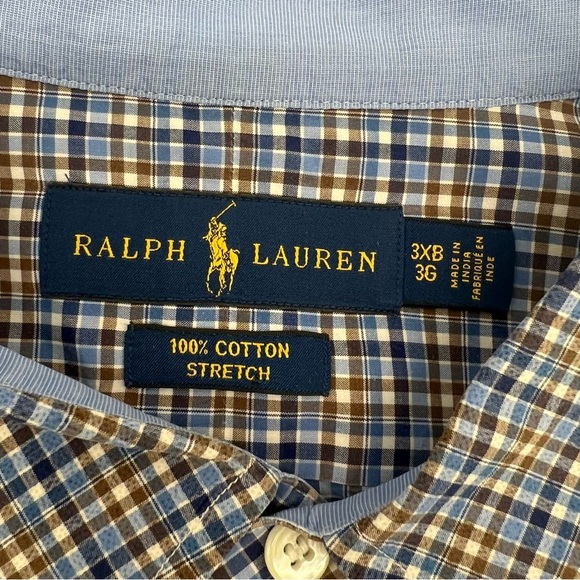 RALPH LAUREN
3XB
3G
MADE IN
INDIA
FABRIQUÉ EN
INDE
100% COTTON
STRETCH